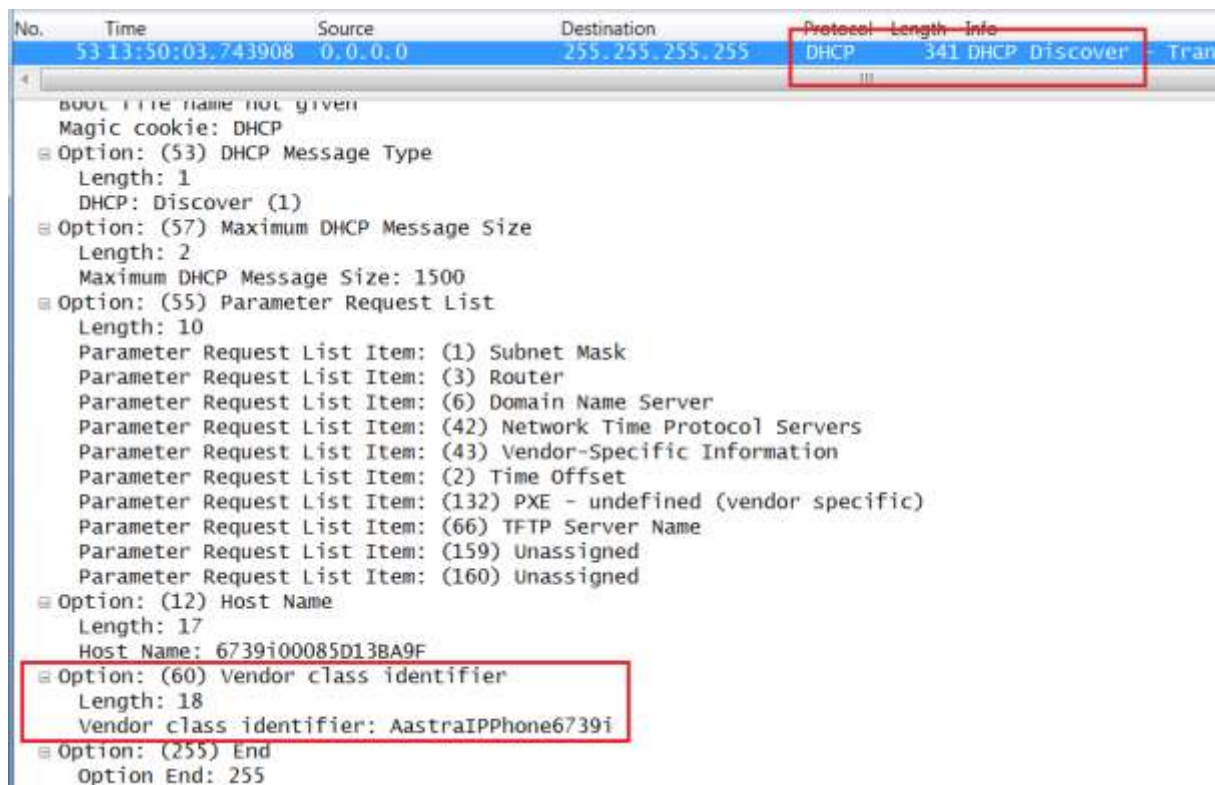 No. Time Source Destination Protocol Length Info
53 13:50:03.743908 0.0.0.0 255.255.255.255 DHCP 341 DHCP Discover - Tran
Boot file name not given
Magic cookie: DHCP
Option: (53) DHCP Message Type
Length: 1
DHCP: Discover (1)
Option: (57) Maximum DHCP Message Size
Length: 2
Maximum DHCP Message Size: 1500
Option: (55) Parameter Request List
Length: 10
Parameter Request List Item: (1) Subnet Mask
Parameter Request List Item: (3) Router
Parameter Request List Item: (6) Domain Name Server
Parameter Request List Item: (42) Network Time Protocol Servers
Parameter Request List Item: (43) Vendor-Specific Information
Parameter Request List Item: (2) Time Offset
Parameter Request List Item: (132) PXE - undefined (vendor specific)
Parameter Request List Item: (66) TFTP Server Name
Parameter Request List Item: (159) Unassigned
Parameter Request List Item: (160) Unassigned
Option: (12) Host Name
Length: 17
Host Name: 6739i00085D13BA9F
Option: (60) Vendor class identifier
Length: 18
Vendor class identifier: AastraIPPhone6739i
Option: (255) End
Option End: 255